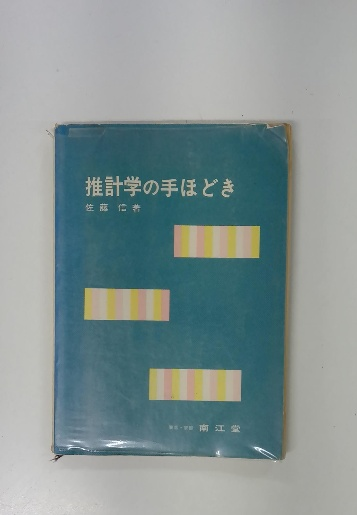 推計学の手ほどき
佐藤 信 著
南江堂